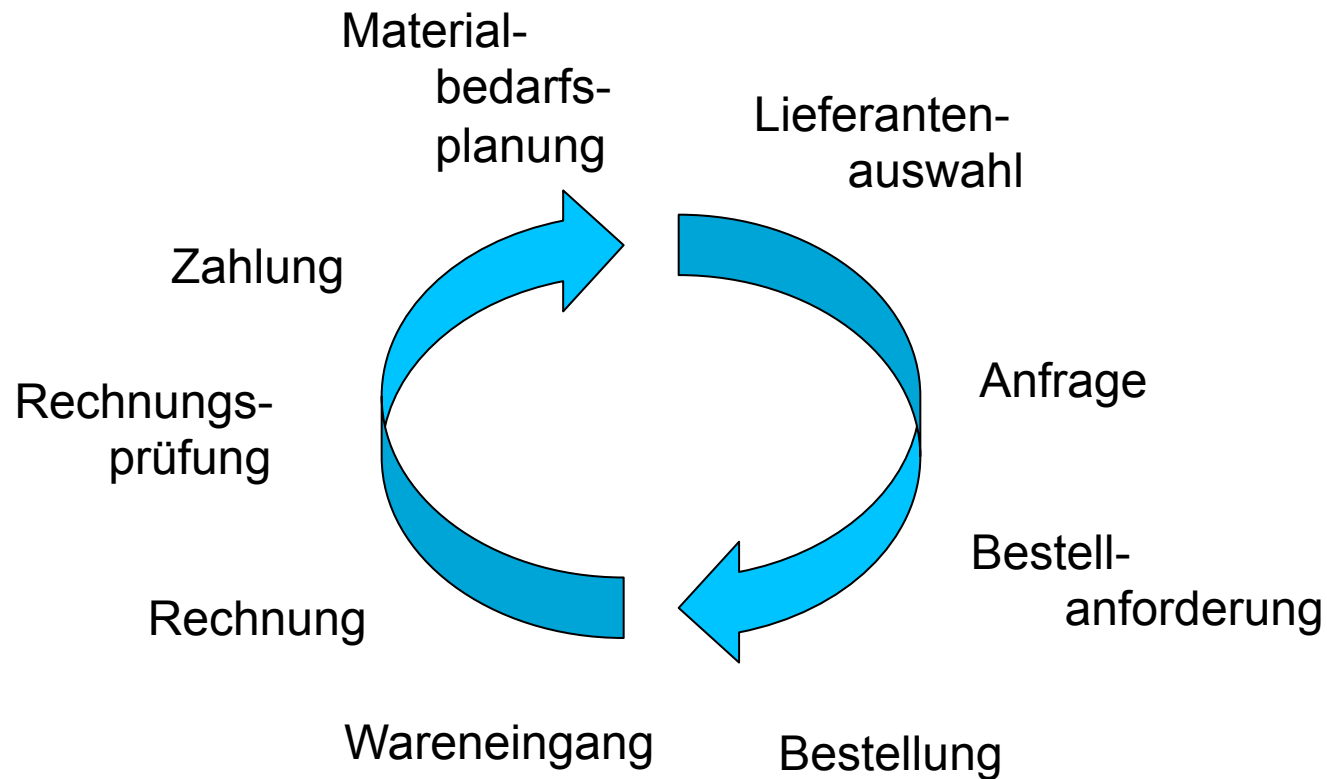 Material-
bedarfs-
planung
Lieferanten-
auswahl
Anfrage
Bestell-
anforderung
Bestellung
Wareneingang
Rechnung
Rechnungs-
prüfung
Zahlung